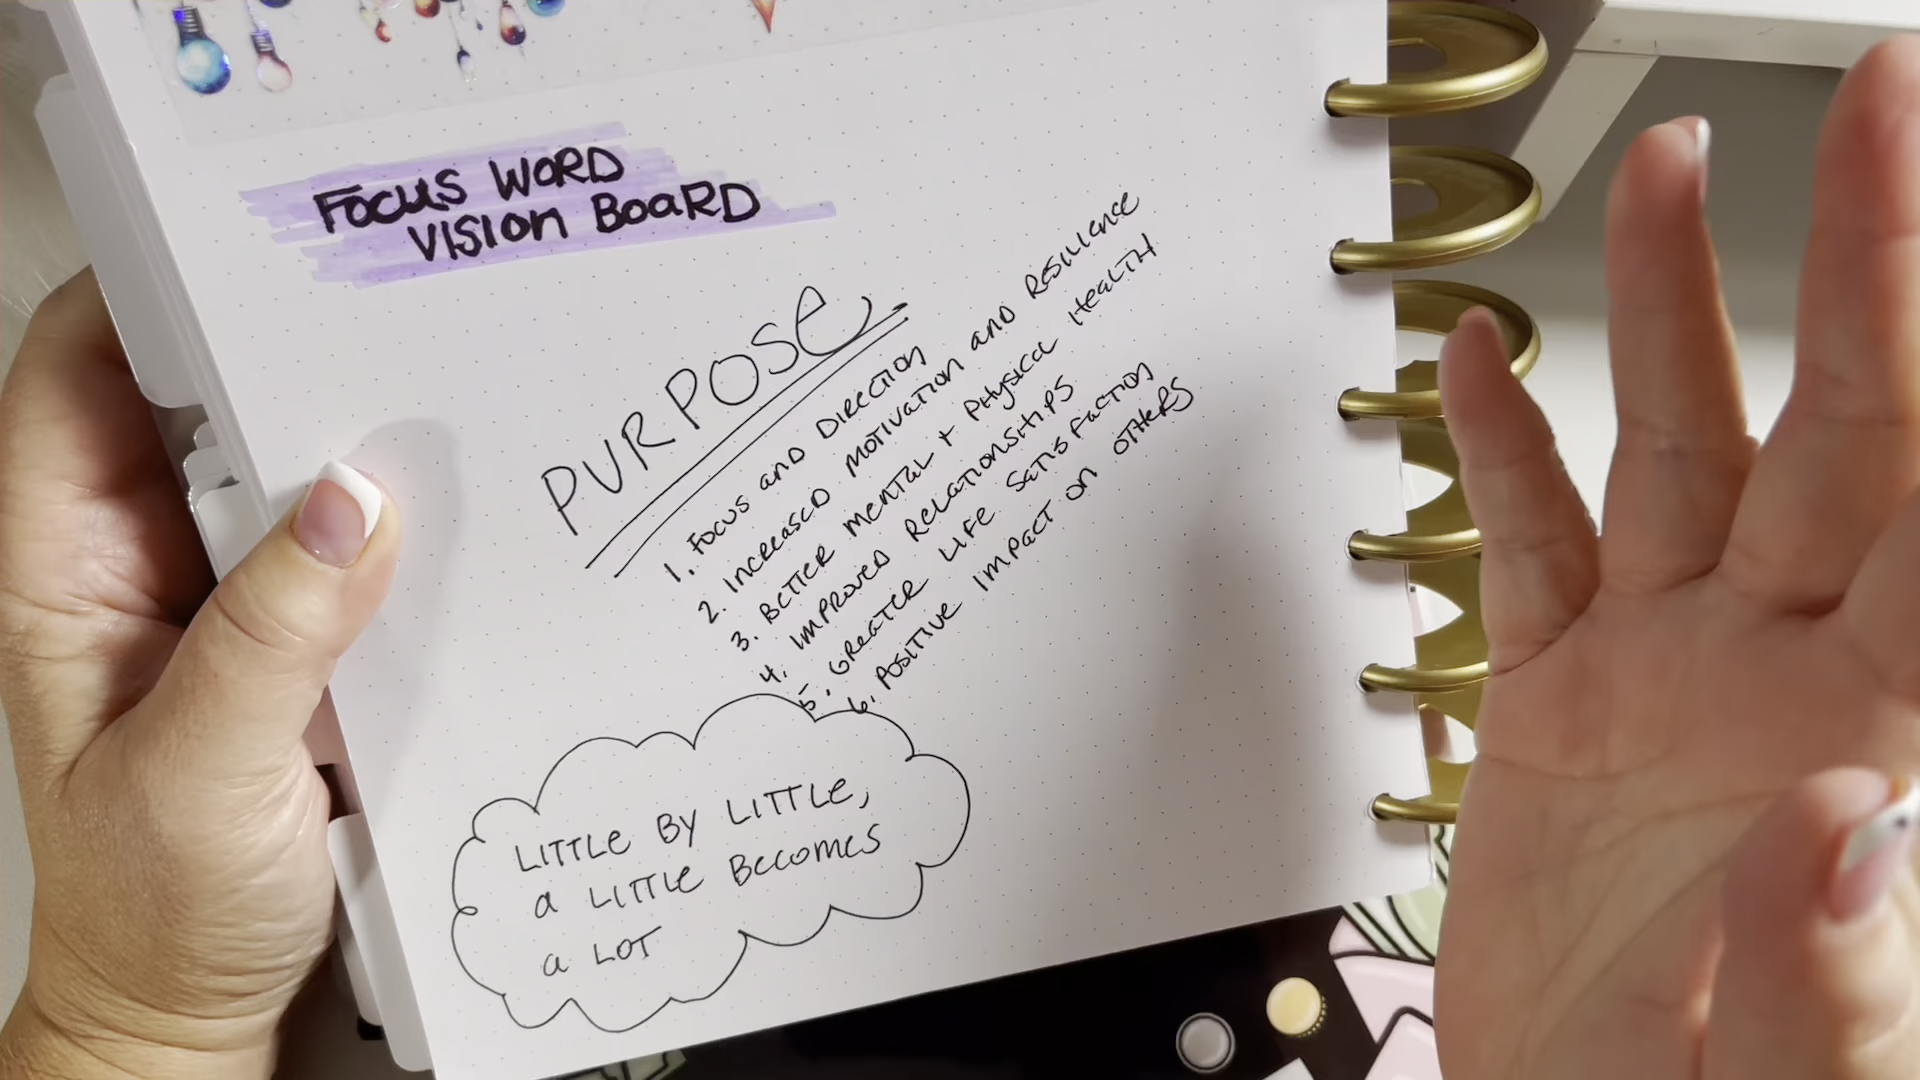 FOCUS WORD
VISION BOARD
PURPOSE
1. FOCUS AND DIRECTION
2. INCREASED MOTIVATION AND RESILIENCE
3. BETTER MENTAL + PHYSICAL HEALTH
4. IMPROVED RELATIONSHIPS
5. GREATER LIFE SATISFACTION
6. POSITIVE IMPACT ON OTHERS
LITTLE BY LITTLE,
a LITTLE BECOMES
a LOT